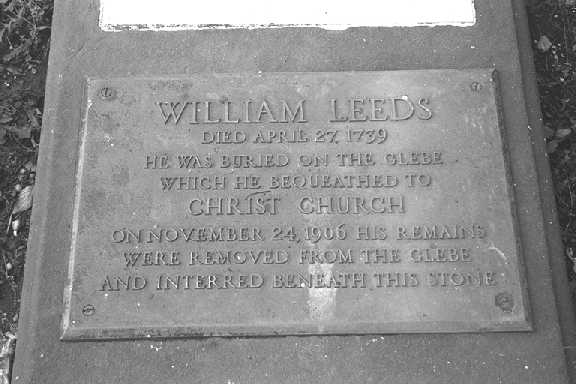 WILLIAM LEEDS
DIED APRIL 27, 1739
HE WAS BURIED ON THE GLEBE
WHICH HE BEQUEATHED TO
CHRIST CHURCH
ON NOVEMBER 24, 1906 HIS REMAINS
WERE REMOVED FROM THE GLEBE
AND INTERRED BENEATH THIS STONE